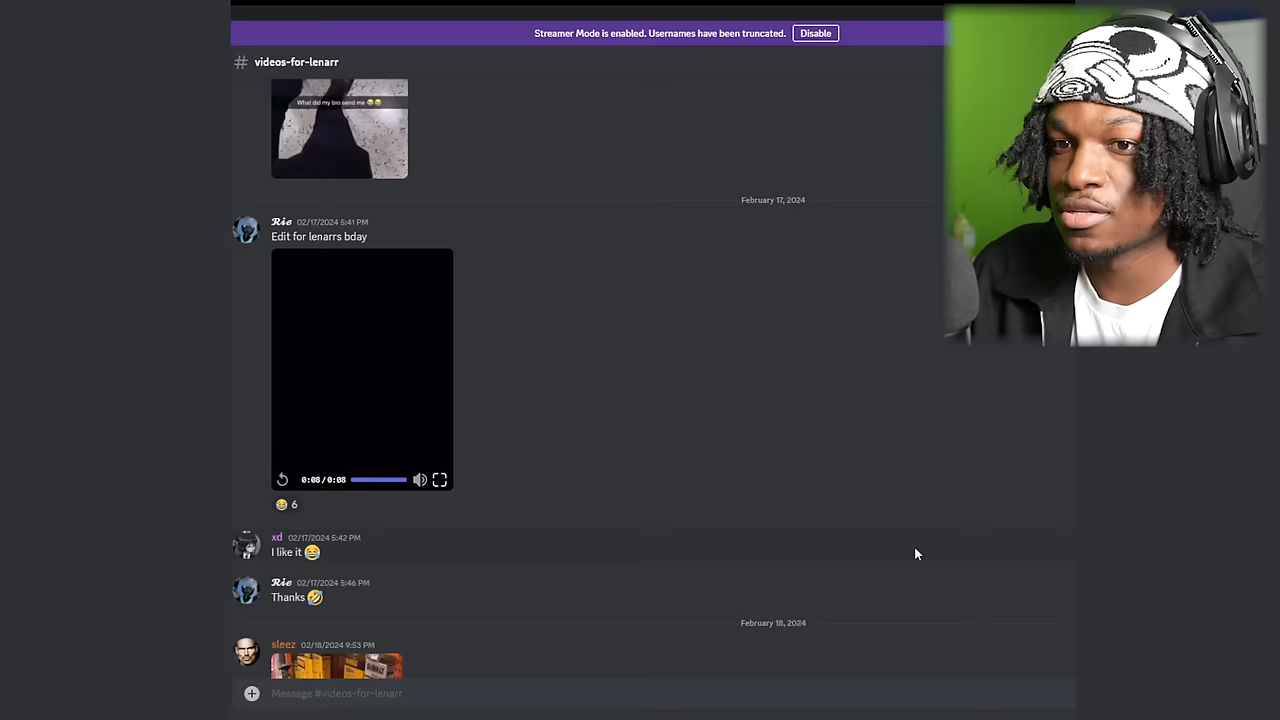 Streamer Mode is enabled. Usernames have been truncated. Disable
# videos-for-lenarr
What did my bro send me 😂😂
February 17, 2024
Rie 02/17/2024 5:41 PM
Edit for lenarrs bday
0:08/0:08
😂 6
xd 02/17/2024 5:42 PM
I like it 😂
Rie 02/17/2024 5:46 PM
Thanks 🤣
February 18, 2024
sleez 02/18/2024 9:53 PM
Message #videos-for-lenarr